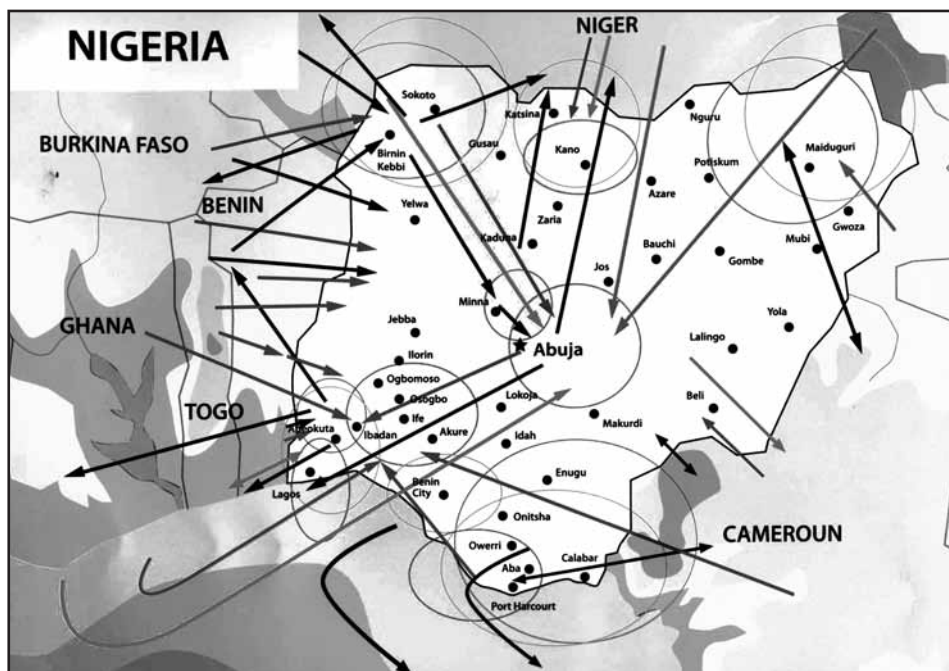 NIGERIA
NIGER
Sokoto
Katsina
Nguru
BURKINA FASO
Birnin
Kebbi
Gusau
Kano
Potiskum
Maiduguri
Azare
BENIN
Yelwa
Zaria
Gwoza
Kaduna
Bauchi
Mubi
Gombe
Jos
Minna
GHANA
Jebba
Yola
Abuja
Lalingo
Ilorin
Ogbomoso
Osogbo
Lokoja
Beli
TOGO
Ife
Makurdi
Abeokuta
Ibadan
Akure
Idah
Enugu
Lagos
Benin
City
Onitsha
CAMEROUN
Owerri
Calabar
Aba
Port Harcourt